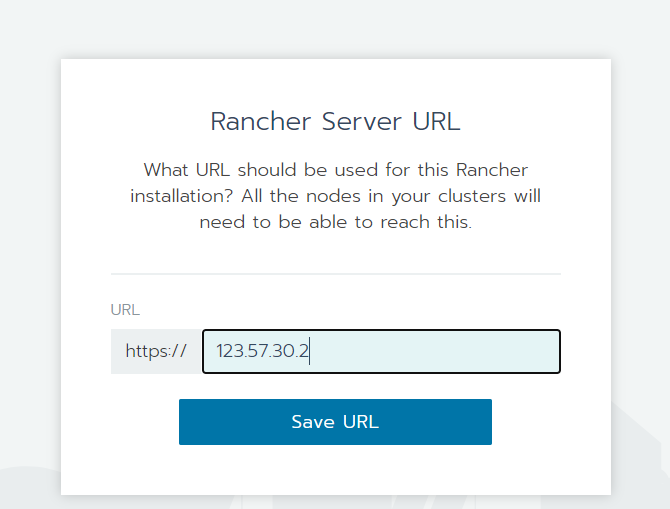 Rancher Server URL
What URL should be used for this Rancher
installation? All the nodes in your clusters will
need to be able to reach this.
URL
https:// 123.57.30.2
Save URL